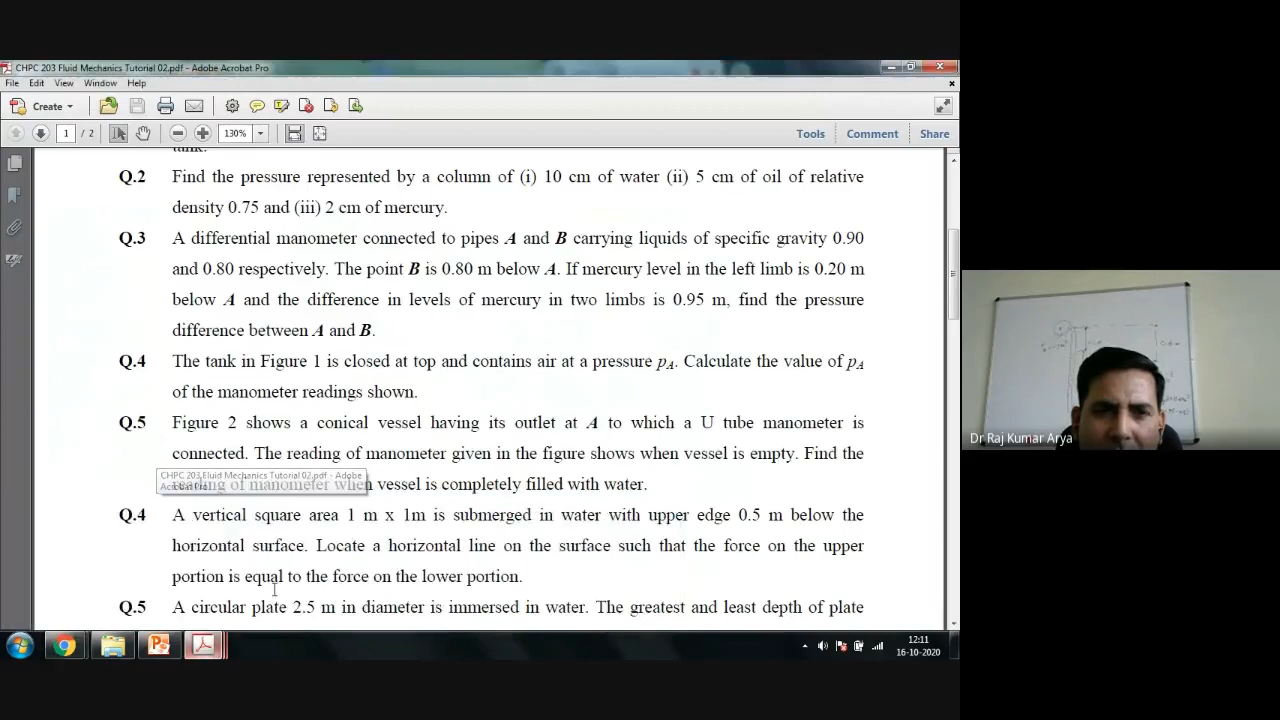 CHPC 203 Fluid Mechanics Tutorial 02.pdf - Adobe Acrobat Pro
File Edit View Window Help
Create
1 / 2 130% Tools Comment Share
tank.
Q.2 Find the pressure represented by a column of (i) 10 cm of water (ii) 5 cm of oil of relative
density 0.75 and (iii) 2 cm of mercury.
Q.3 A differential manometer connected to pipes A and B carrying liquids of specific gravity 0.90
and 0.80 respectively. The point B is 0.80 m below A. If mercury level in the left limb is 0.20 m
below A and the difference in levels of mercury in two limbs is 0.95 m, find the pressure
difference between A and B.
Q.4 The tank in Figure 1 is closed at top and contains air at a pressure pA. Calculate the value of pA
of the manometer readings shown.
Q.5 Figure 2 shows a conical vessel having its outlet at A to which a U tube manometer is
connected. The reading of manometer given in the figure shows when vessel is empty. Find the
CHPC 203 Fluid Mechanics Tutorial 02.pdf - Adobe
Acrobat Pro
reading of manometer when vessel is completely filled with water.
Q.4 A vertical square area 1 m x 1m is submerged in water with upper edge 0.5 m below the
horizontal surface. Locate a horizontal line on the surface such that the force on the upper
portion is equal to the force on the lower portion.
Q.5 A circular plate 2.5 m in diameter is immersed in water. The greatest and least depth of plate
12:11
16-10-2020
Dr Raj Kumar Arya